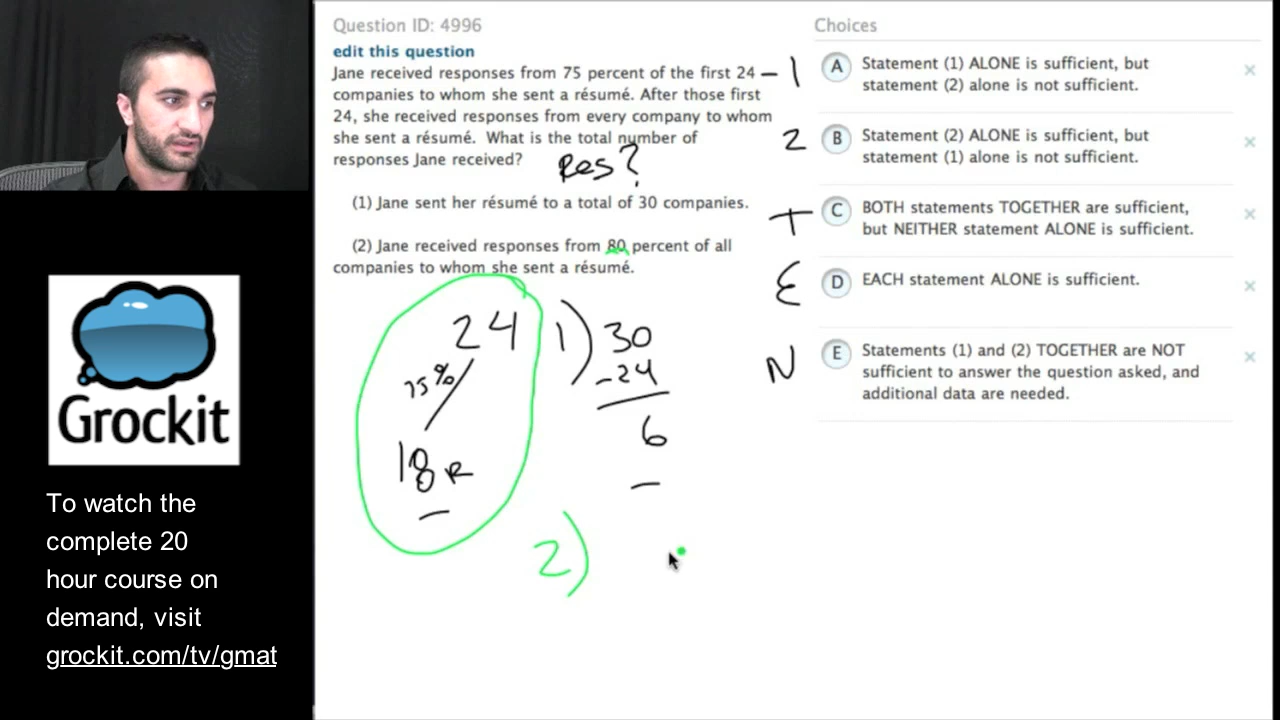 Question ID: 4996
edit this question
Jane received responses from 75 percent of the first 24
companies to whom she sent a résumé. After those first
24, she received responses from every company to whom
she sent a résumé. What is the total number of
responses Jane received?
Res?
(1) Jane sent her résumé to a total of 30 companies.
(2) Jane received responses from 80 percent of all
companies to whom she sent a résumé.
24
75%
18 R
1) 30
-24
6
2)
Choices
- 1
A Statement (1) ALONE is sufficient, but
statement (2) alone is not sufficient.
×
2
B Statement (2) ALONE is sufficient, but
statement (1) alone is not sufficient.
×
T
C BOTH statements TOGETHER are sufficient,
but NEITHER statement ALONE is sufficient.
×
E
D EACH statement ALONE is sufficient.
×
N
E Statements (1) and (2) TOGETHER are NOT
sufficient to answer the question asked, and
additional data are needed.
×
Grockit
To watch the
complete 20
hour course on
demand, visit
grockit.com/tv/gmat